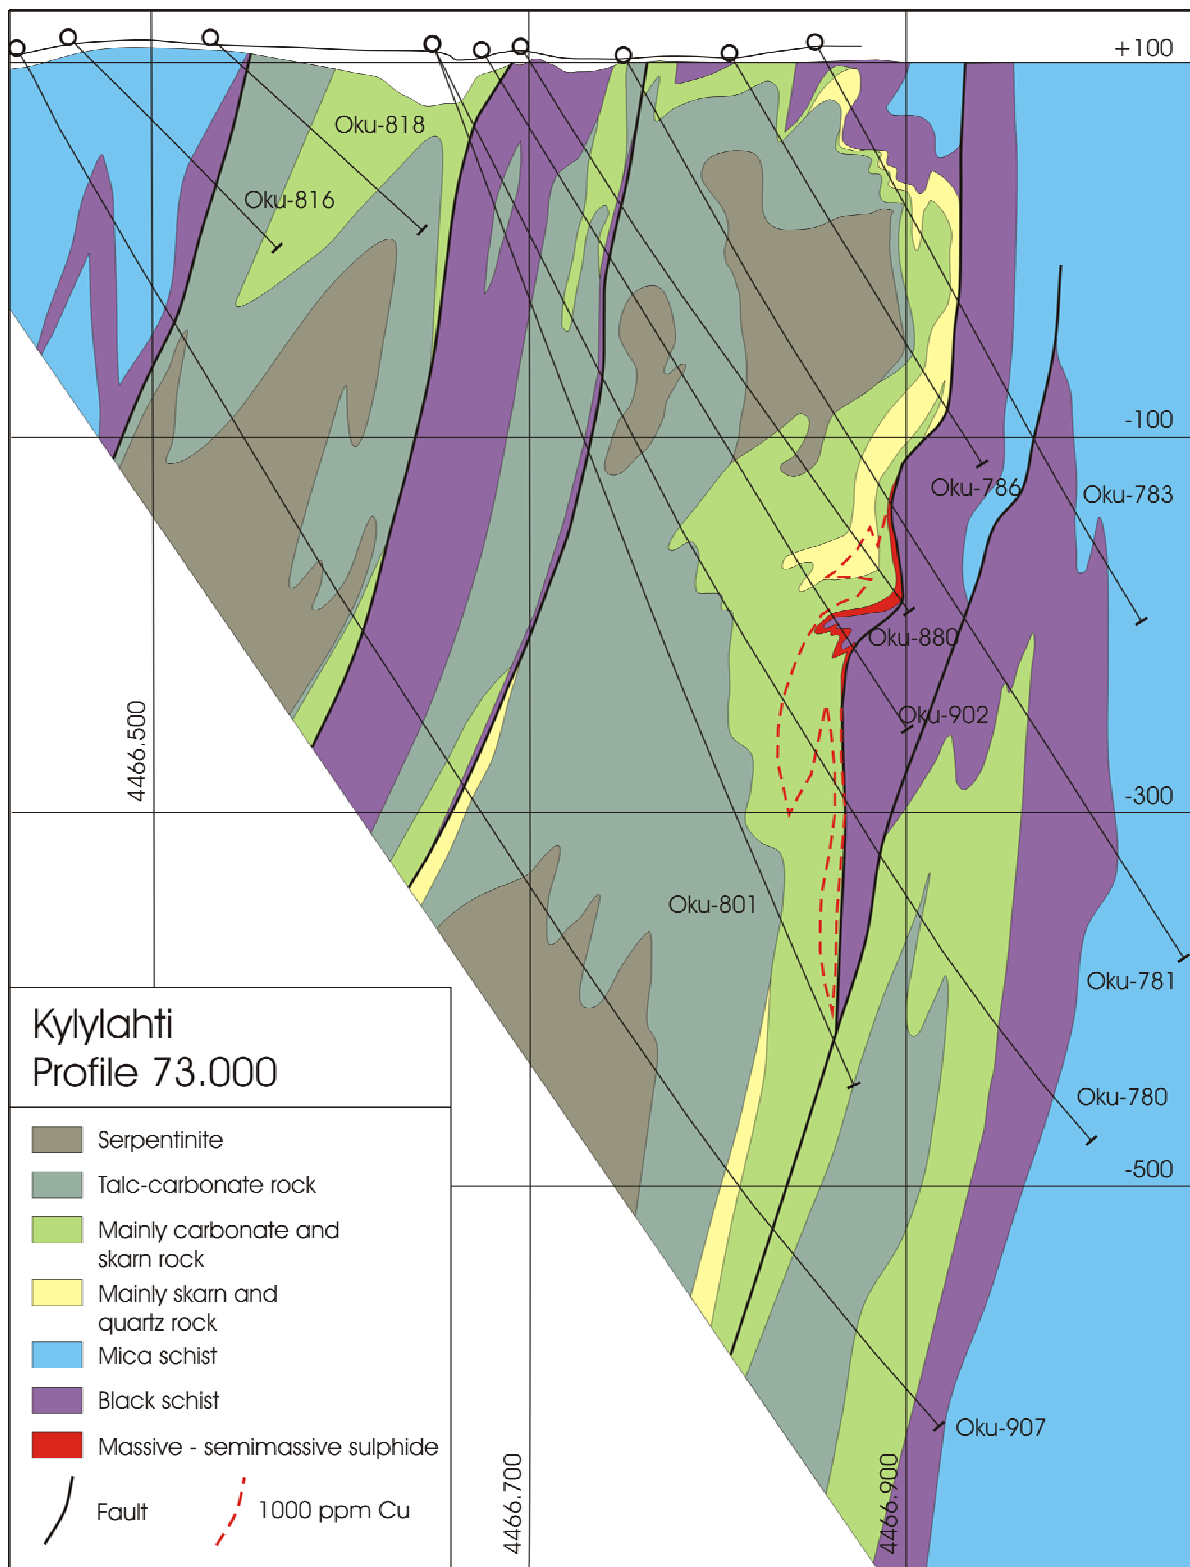 +100
Oku-818
Oku-816
-100
Oku-786
Oku-783
Oku-880
Oku-902
4466.500
-300
Oku-801
Oku-781
Kylylahti
Profile 73.000
Oku-780
Serpentinite
-500
Talc-carbonate rock
Mainly carbonate and
skarn rock
Mainly skarn and
quartz rock
Mica schist
Black schist
Oku-907
Massive - semimassive sulphide
4466.700
4466.900
Fault
1000 ppm Cu